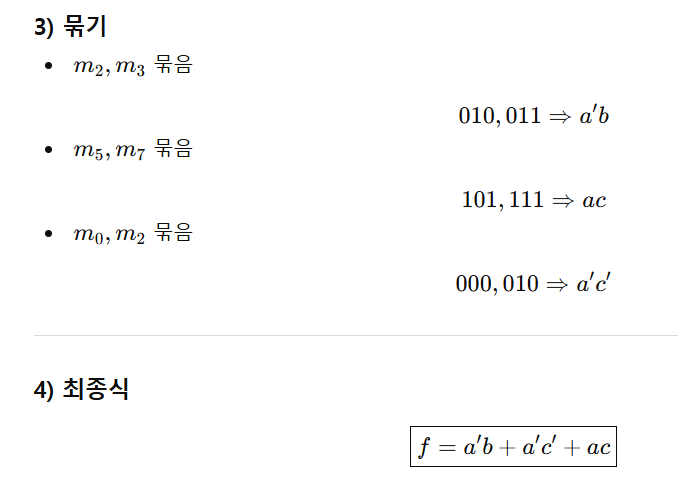 3) 묶기
• m₂, m₃ 묶음
010, 011 ⇒ a′b
• m₅, m₇ 묶음
101, 111 ⇒ ac
• m₀, m₂ 묶음
000, 010 ⇒ a′c′
4) 최종식
f = a′b + a′c′ + ac